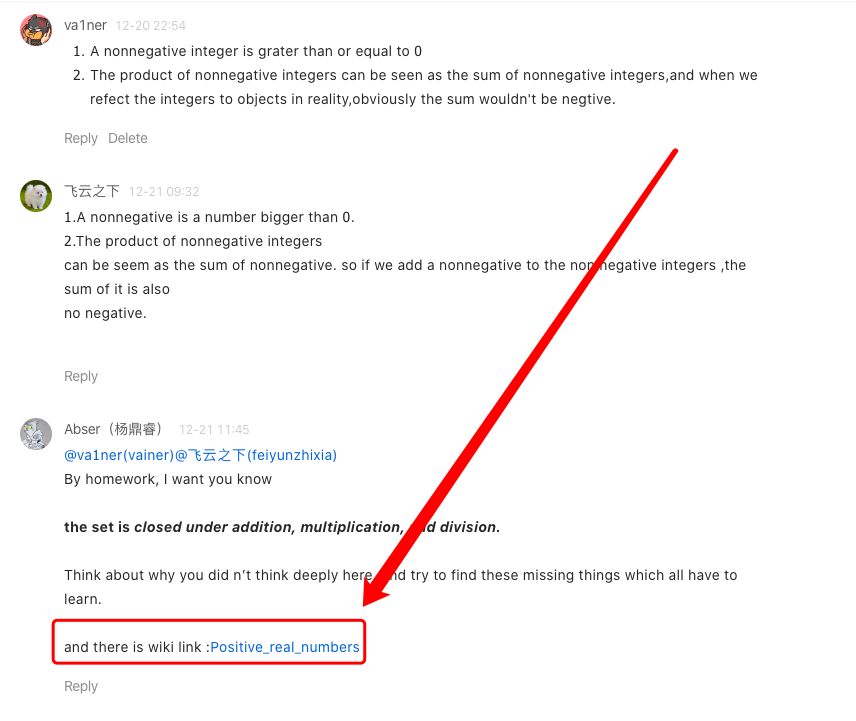 va1ner 12-20 22:54
1. A nonnegative integer is grater than or equal to 0
2. The product of nonnegative integers can be seen as the sum of nonnegative integers,and when we
refect the integers to objects in reality,obviously the sum wouldn't be negtive.
Reply Delete
飞云之下 12-21 09:32
1.A nonnegative is a number bigger than 0.
2.The product of nonnegative integers
can be seem as the sum of nonnegative. so if we add a nonnegative to the nonnegative integers ,the
sum of it is also
no negative.
Reply
Abser（杨鼎睿） 12-21 11:45
@va1ner(vainer)@飞云之下(feiyunzhixia)
By homework, I want you know
the set is closed under addition, multiplication, and division.
Think about why you did n’t think deeply here, and try to find these missing things which all have to
learn.
and there is wiki link :Positive_real_numbers
Reply